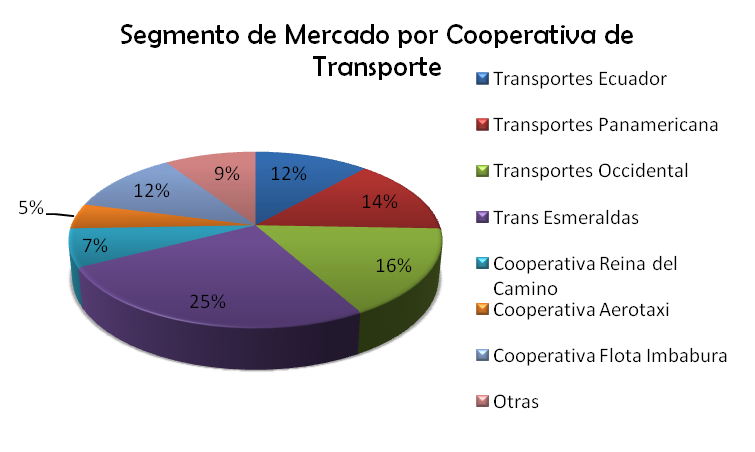 Segmento de Mercado por Cooperativa de
Transporte
Transportes Ecuador
Transportes Panamericana
Transportes Occidental
Trans Esmeraldas
Cooperativa Reina del
Camino
Cooperativa Aerotaxi
Cooperativa Flota Imbabura
Otras
12%
14%
16%
25%
7%
5%
12%
9%